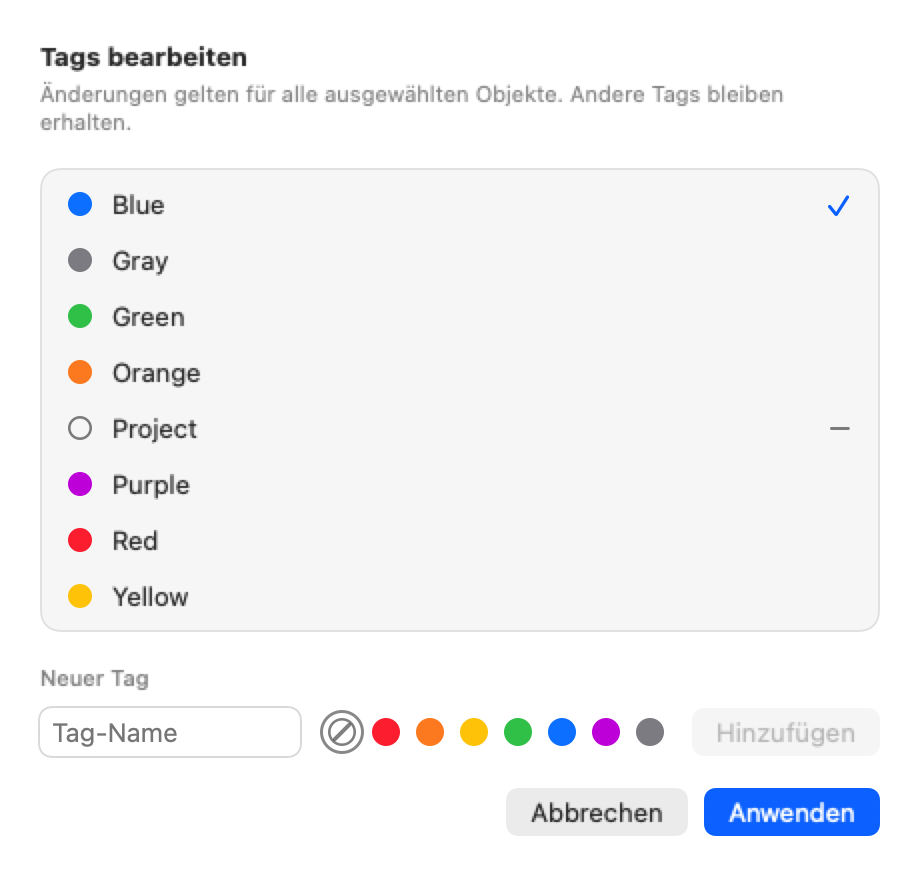 Tags bearbeiten
Änderungen gelten für alle ausgewählten Objekte. Andere Tags bleiben
erhalten.
Blue
Gray
Green
Orange
Project
Purple
Red
Yellow
Neuer Tag
Tag-Name
Hinzufügen
Abbrechen
Anwenden